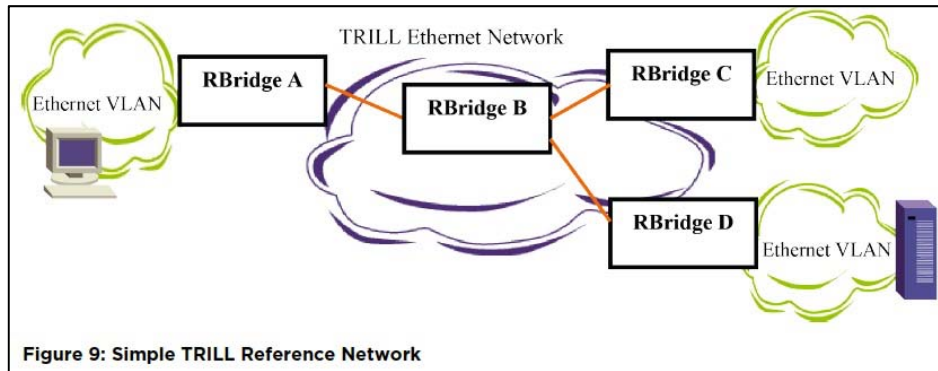 TRILL Ethernet Network
RBridge A
RBridge C
Ethernet VLAN
RBridge B
Ethernet VLAN
RBridge D
Ethernet VLAN
Figure 9: Simple TRILL Reference Network